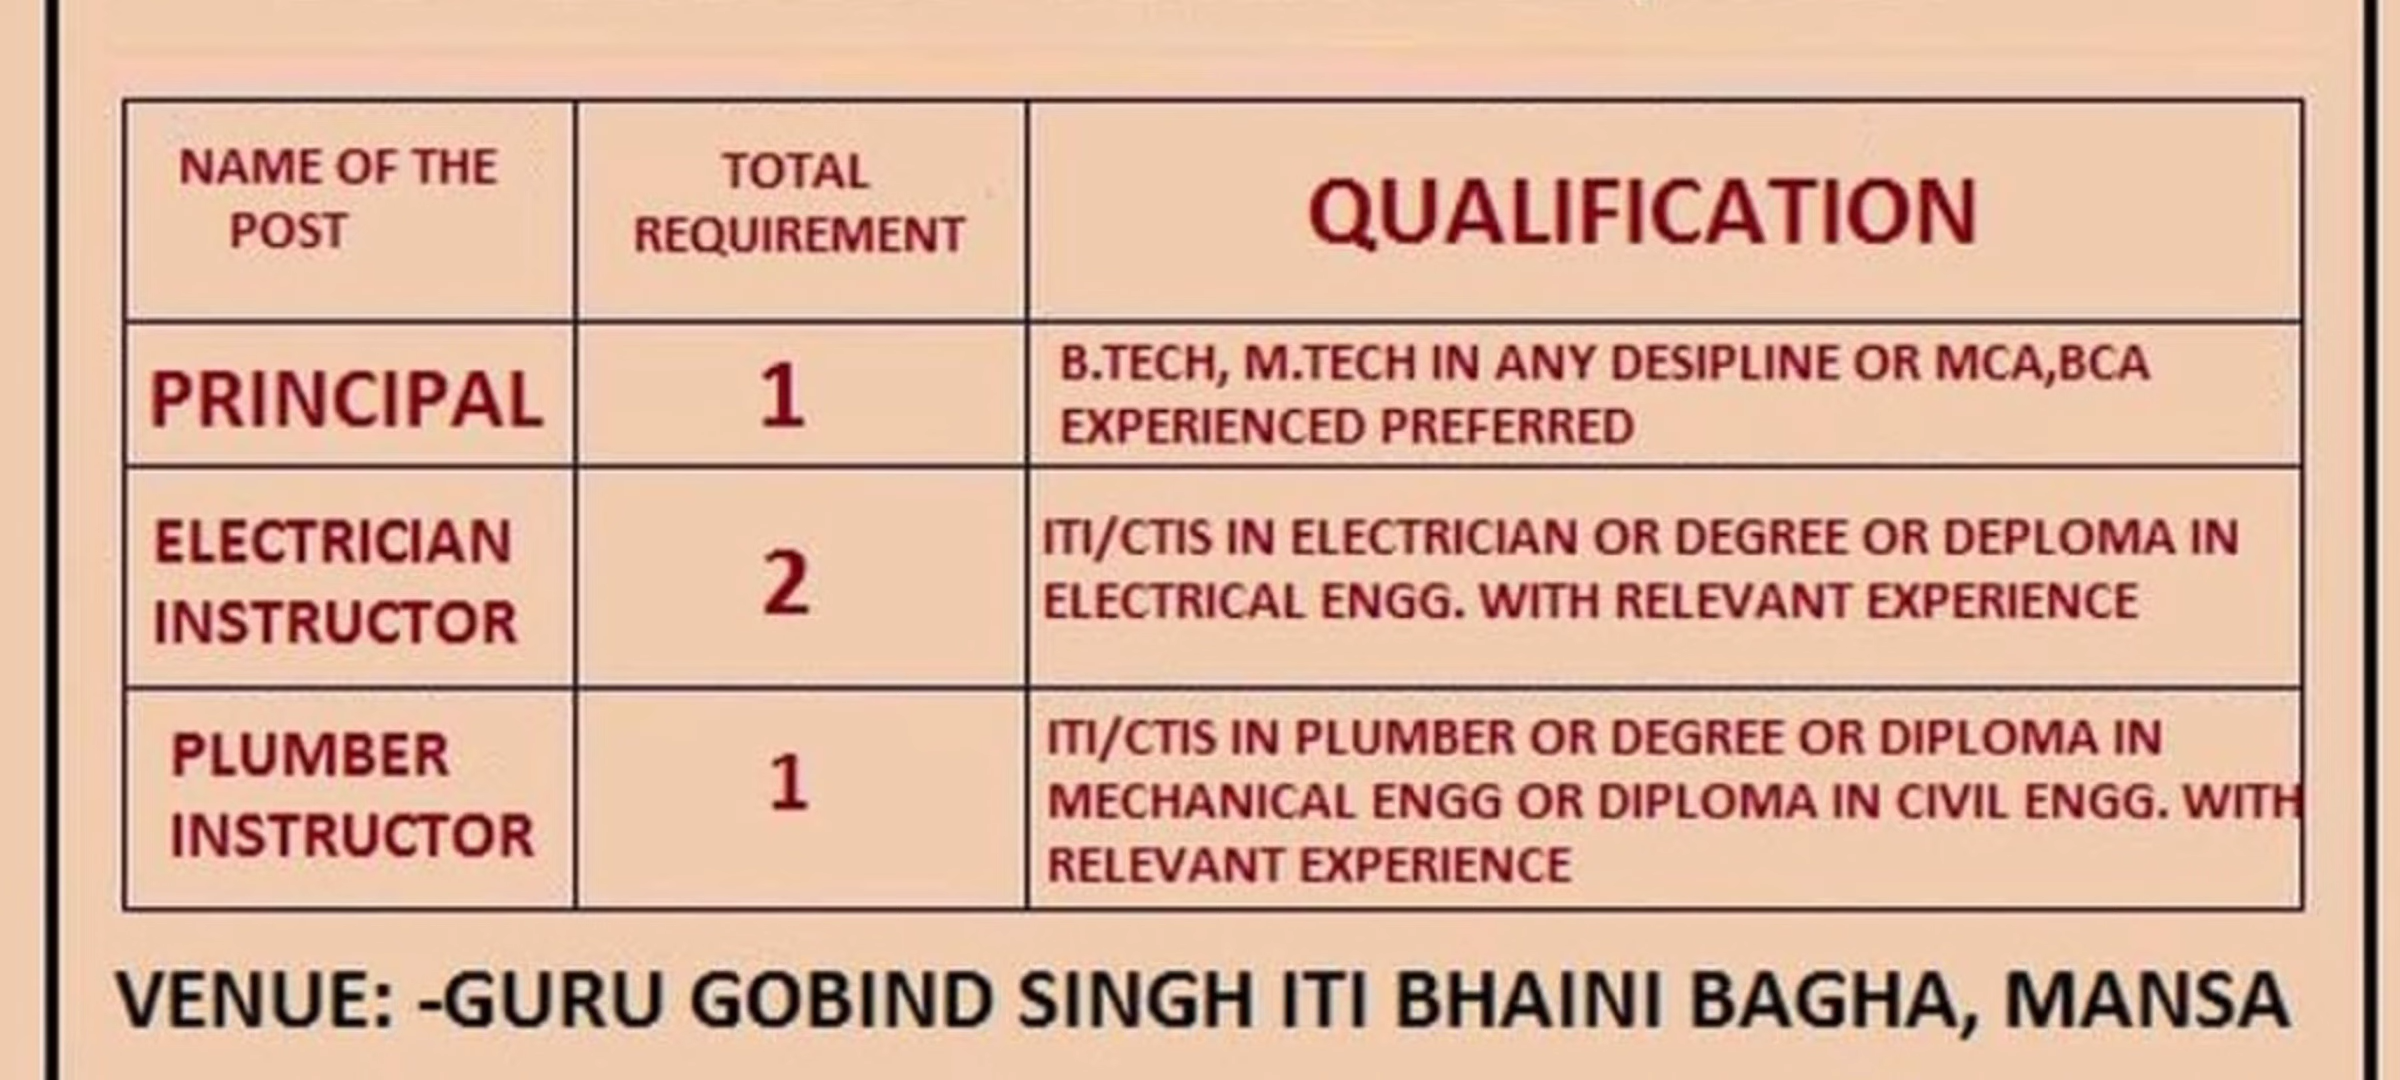 NAME OF THE
POST
TOTAL
REQUIREMENT
QUALIFICATION
PRINCIPAL
1
B.TECH, M.TECH IN ANY DESIPLINE OR MCA,BCA
EXPERIENCED PREFERRED
ELECTRICIAN
INSTRUCTOR
2
ITI/CTIS IN ELECTRICIAN OR DEGREE OR DEPLOMA IN
ELECTRICAL ENGG. WITH RELEVANT EXPERIENCE
PLUMBER
INSTRUCTOR
1
ITI/CTIS IN PLUMBER OR DEGREE OR DIPLOMA IN
MECHANICAL ENGG OR DIPLOMA IN CIVIL ENGG. WITH
RELEVANT EXPERIENCE
VENUE: -GURU GOBIND SINGH ITI BHAINI BAGHA, MANSA